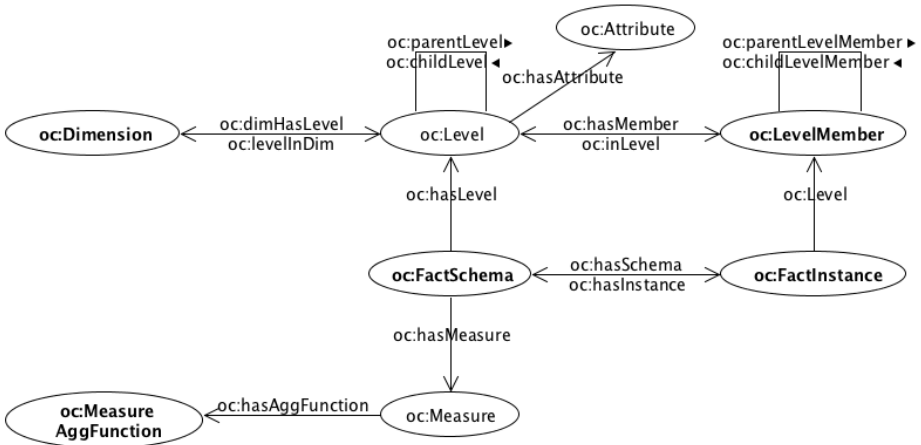 oc:Attribute
oc:parentLevel▶
oc:childLevel◀
oc:hasAttribute
oc:parentLevelMember ▶
oc:childLevelMember ◀
oc:Dimension
oc:dimHasLevel
oc:levelInDim
oc:Level
oc:hasMember
oc:inLevel
oc:LevelMember
oc:hasLevel
oc:Level
oc:FactSchema
oc:hasSchema
oc:hasInstance
oc:FactInstance
oc:hasMeasure
oc:Measure
AggFunction
oc:hasAggFunction
oc:Measure